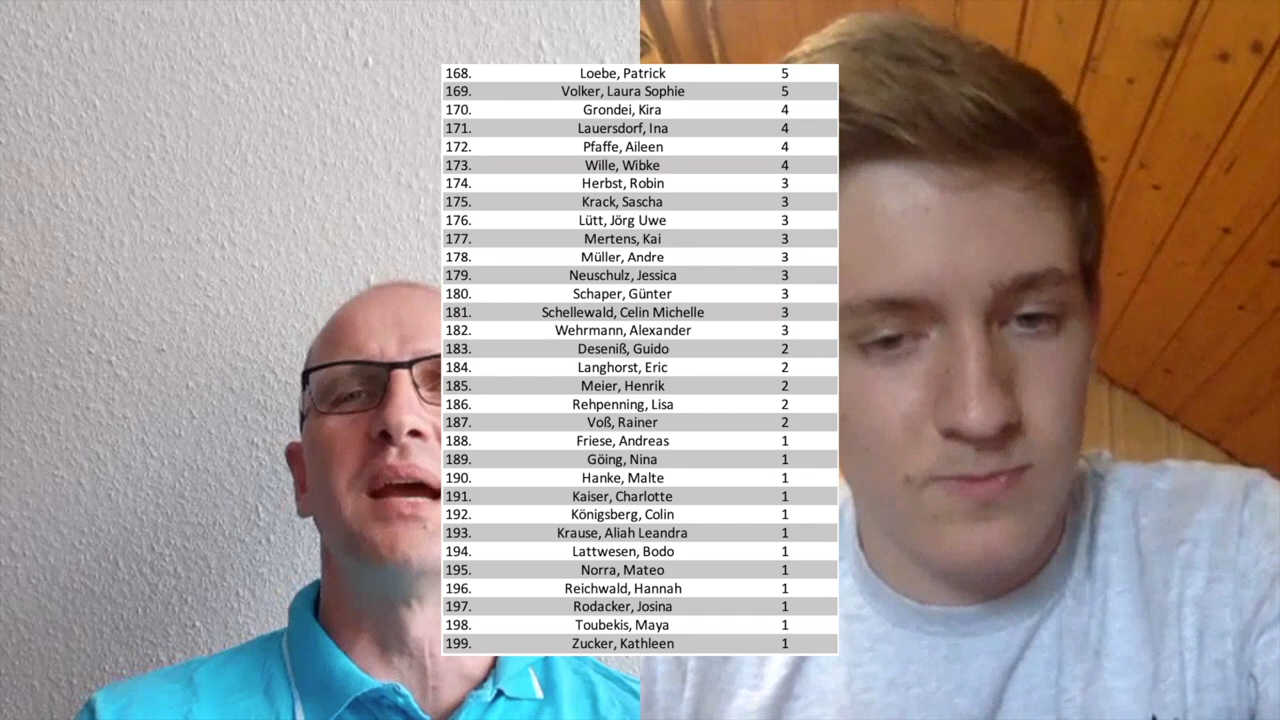 168. Loebe, Patrick 5
169. Volker, Laura Sophie 5
170. Grondei, Kira 4
171. Lauersdorf, Ina 4
172. Pfaffe, Aileen 4
173. Wille, Wibke 4
174. Herbst, Robin 3
175. Krack, Sascha 3
176. Lütt, Jörg Uwe 3
177. Mertens, Kai 3
178. Müller, Andre 3
179. Neuschulz, Jessica 3
180. Schaper, Günter 3
181. Schellewald, Celin Michelle 3
182. Wehrmann, Alexander 3
183. Deseniß, Guido 2
184. Langhorst, Eric 2
185. Meier, Henrik 2
186. Rehpenning, Lisa 2
187. Voß, Rainer 2
188. Friese, Andreas 1
189. Göing, Nina 1
190. Hanke, Malte 1
191. Kaiser, Charlotte 1
192. Königsberg, Colin 1
193. Krause, Aliah Leandra 1
194. Lattwesen, Bodo 1
195. Norra, Mateo 1
196. Reichwald, Hannah 1
197. Rodacker, Josina 1
198. Toubekis, Maya 1
199. Zucker, Kathleen 1